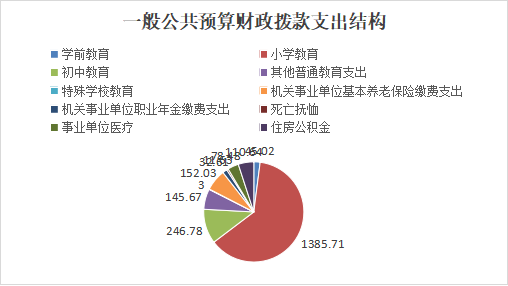 一般公共预算财政拨款支出结构
学前教育
小学教育
初中教育
其他普通教育支出
特殊学校教育
机关事业单位基本养老保险缴费支出
机关事业单位职业年金缴费支出
死亡抚恤
事业单位医疗
住房公积金
45.02
1385.71
246.78
145.67
3
152.03